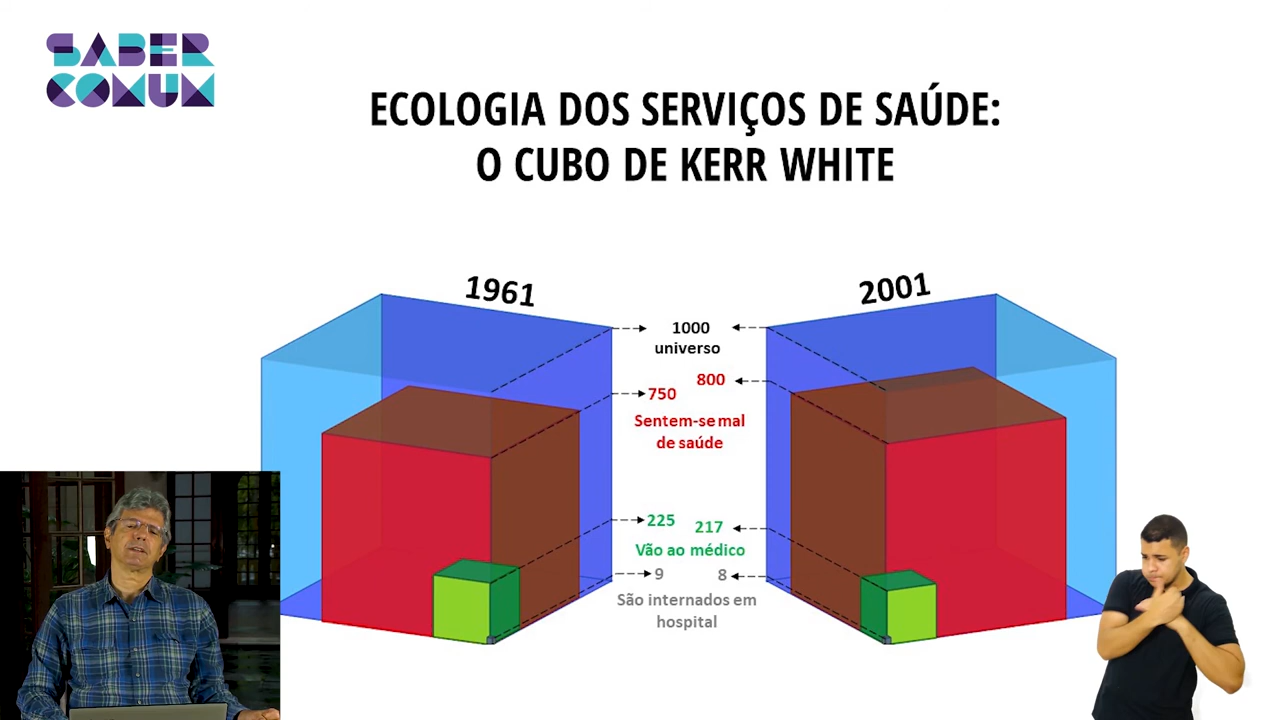 SABER
COMUM
ECOLOGIA DOS SERVIÇOS DE SAÚDE:
O CUBO DE KERR WHITE
1961
2001
1000
universo
750
800
Sentem-se mal
de saúde
225
217
Vão ao médico
9
8
São internados em
hospital